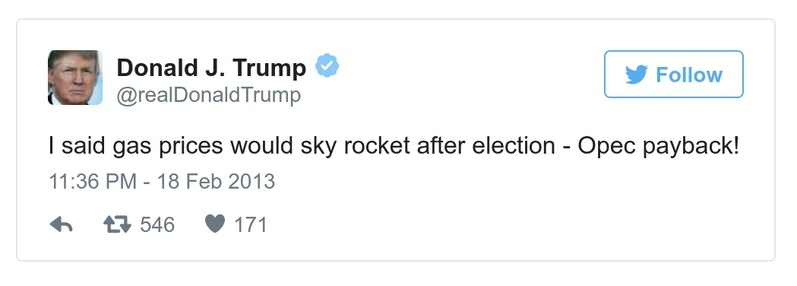 Donald J. Trump
@realDonaldTrump
Follow
I said gas prices would sky rocket after election - Opec payback!
11:36 PM - 18 Feb 2013
546 171